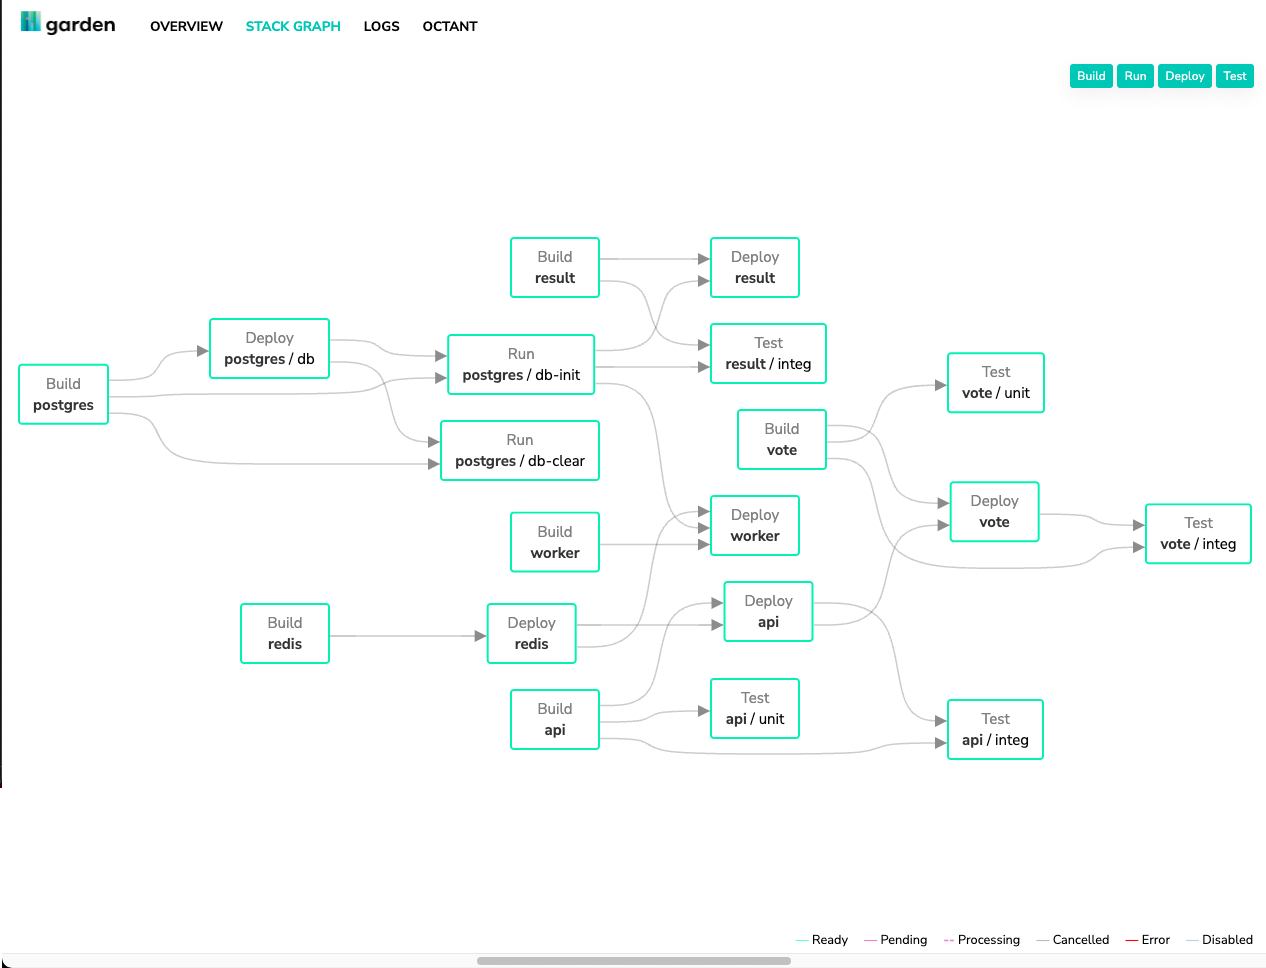 garden
OVERVIEW STACK GRAPH LOGS OCTANT
Build Run Deploy Test
Build
result
Deploy
result
Deploy
postgres / db
Run
postgres / db-init
Test
result / integ
Build
postgres
Test
vote / unit
Run
postgres / db-clear
Build
vote
Build
worker
Deploy
worker
Deploy
vote
Test
vote / integ
Build
redis
Deploy
redis
Deploy
api
Build
api
Test
api / unit
Test
api / integ
Ready Pending Processing Cancelled Error Disabled